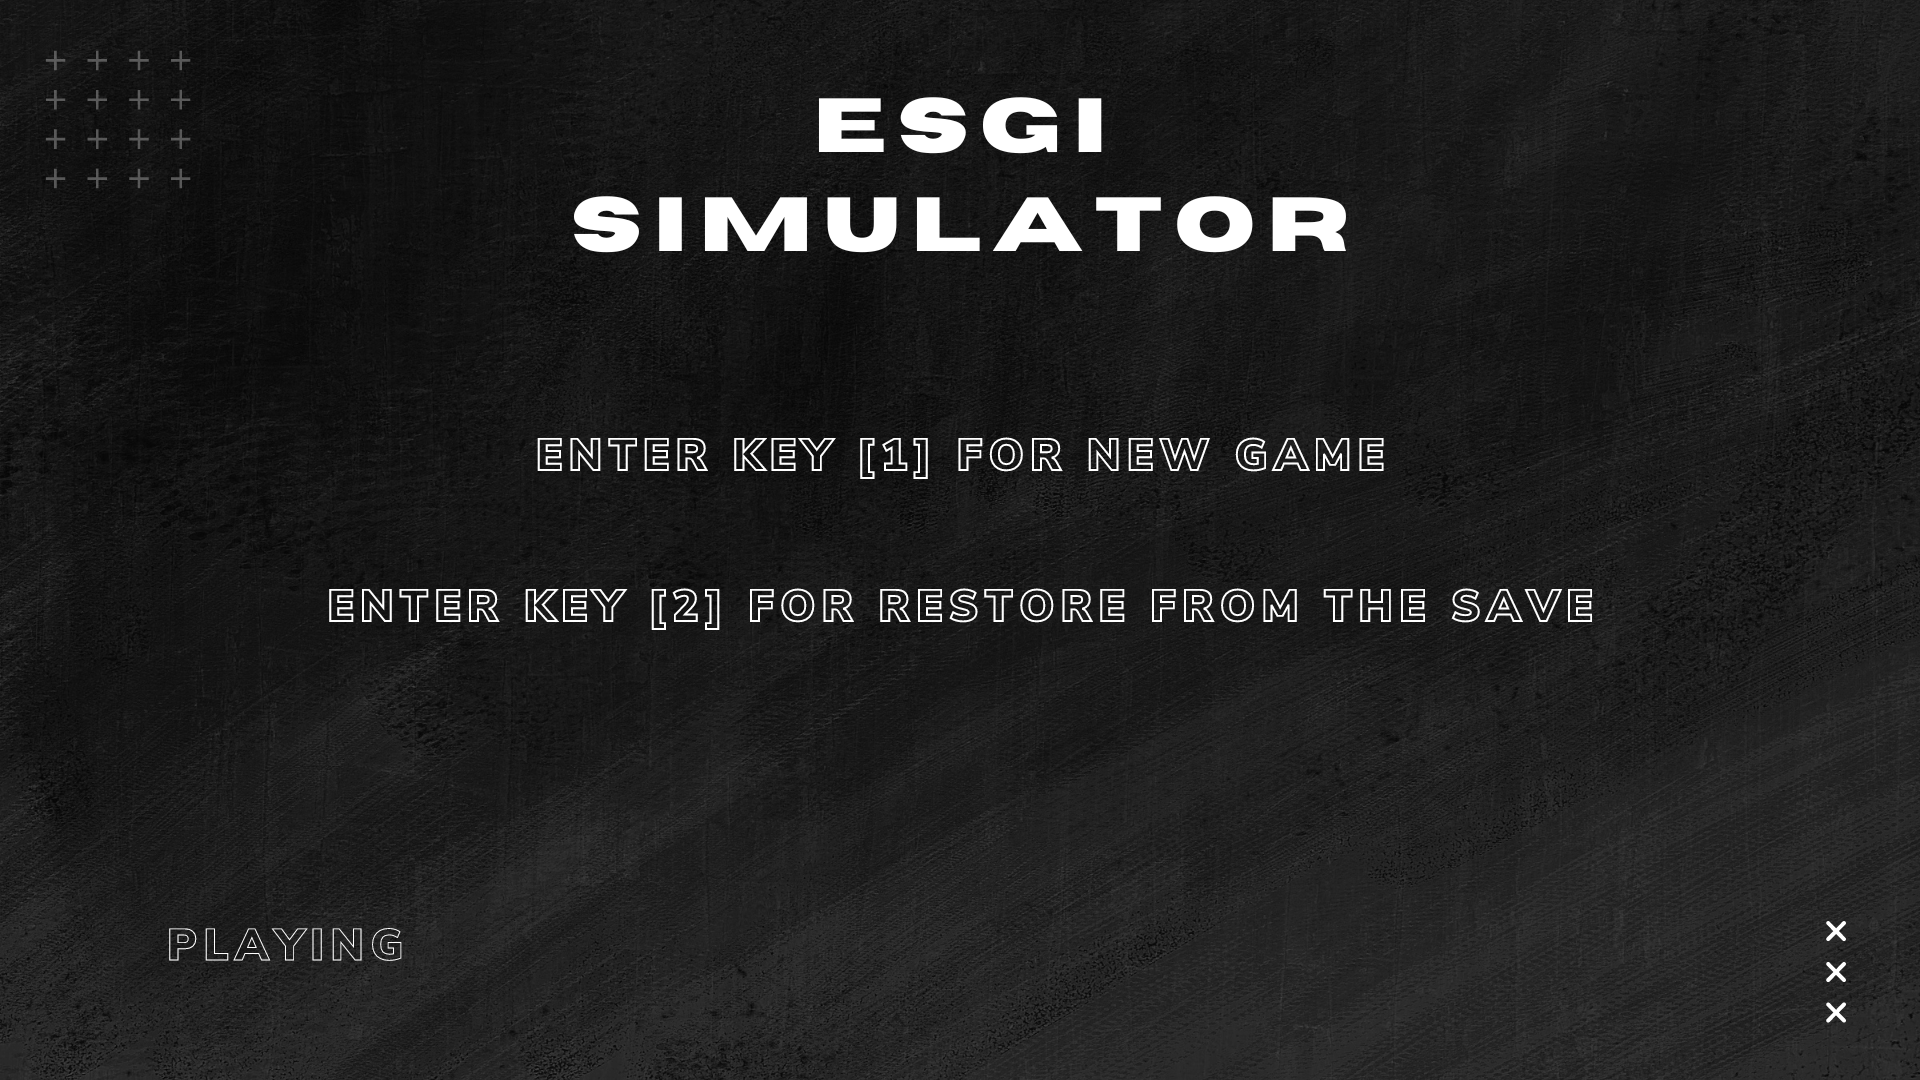 ESGI
SIMULATOR
ENTER KEY [1] FOR NEW GAME
ENTER KEY [2] FOR RESTORE FROM THE SAVE
PLAYING